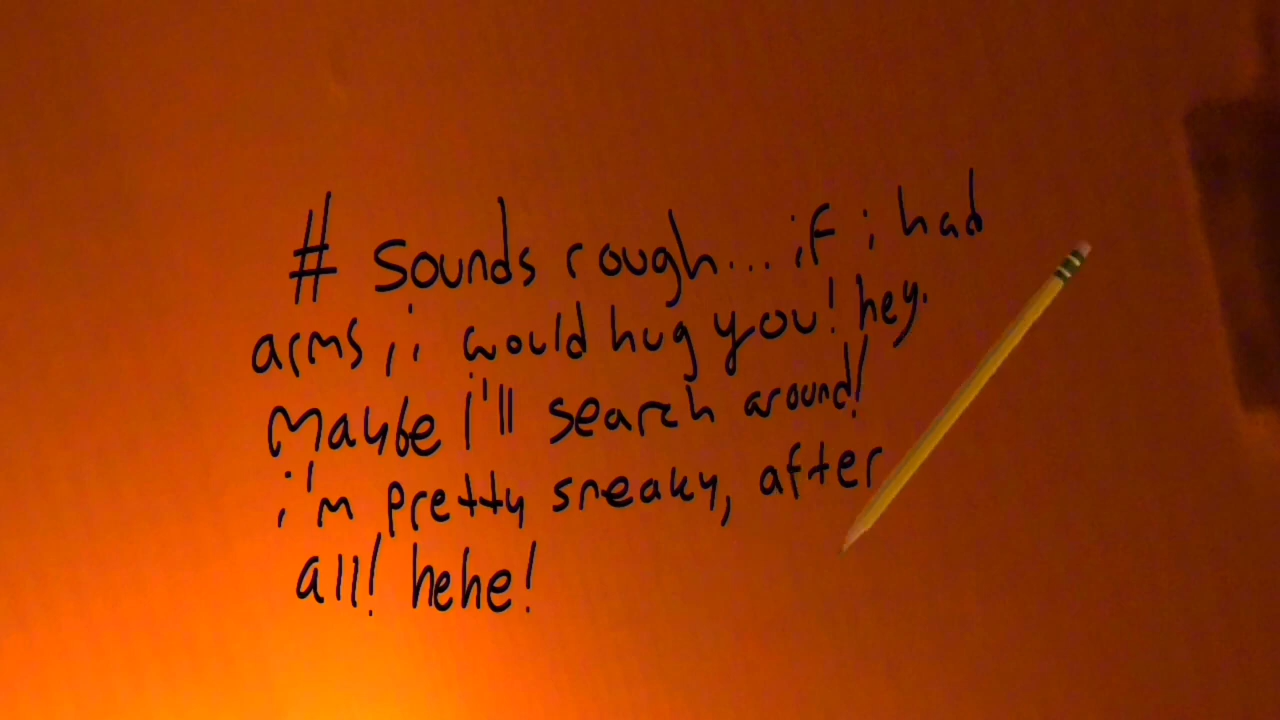 # sounds rough... if i had
arms, i would hug you! hey.
Maybe i'll search around!
i'm pretty sneaky, after
all! hehe!